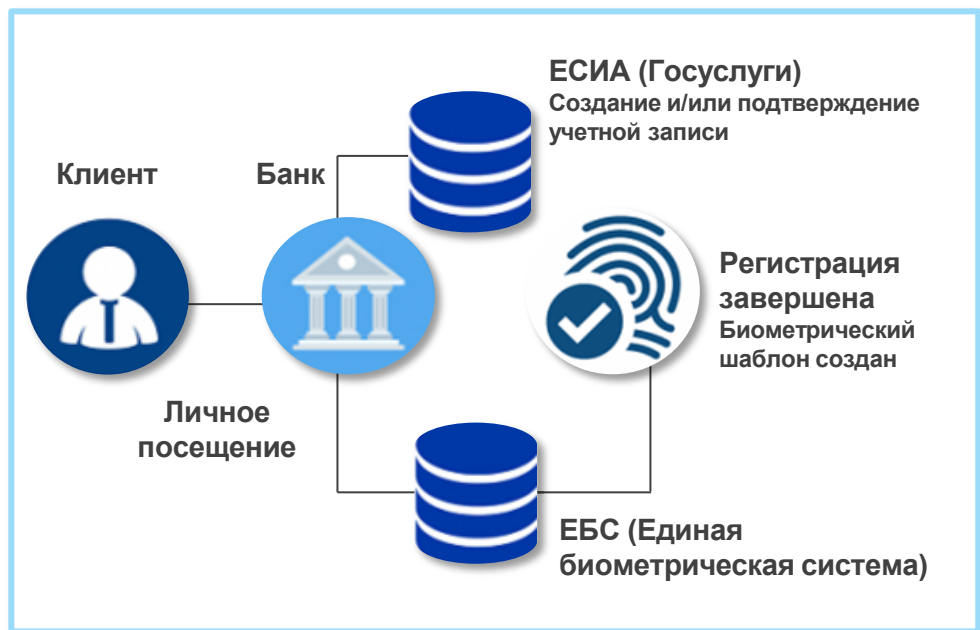 ЕСИА (Госуслуги)
Создание и/или подтверждение
учетной записи
Клиент
Банк
Регистрация
завершена
Биометрический
шаблон создан
Личное
посещение
ЕБС (Единая
биометрическая система)